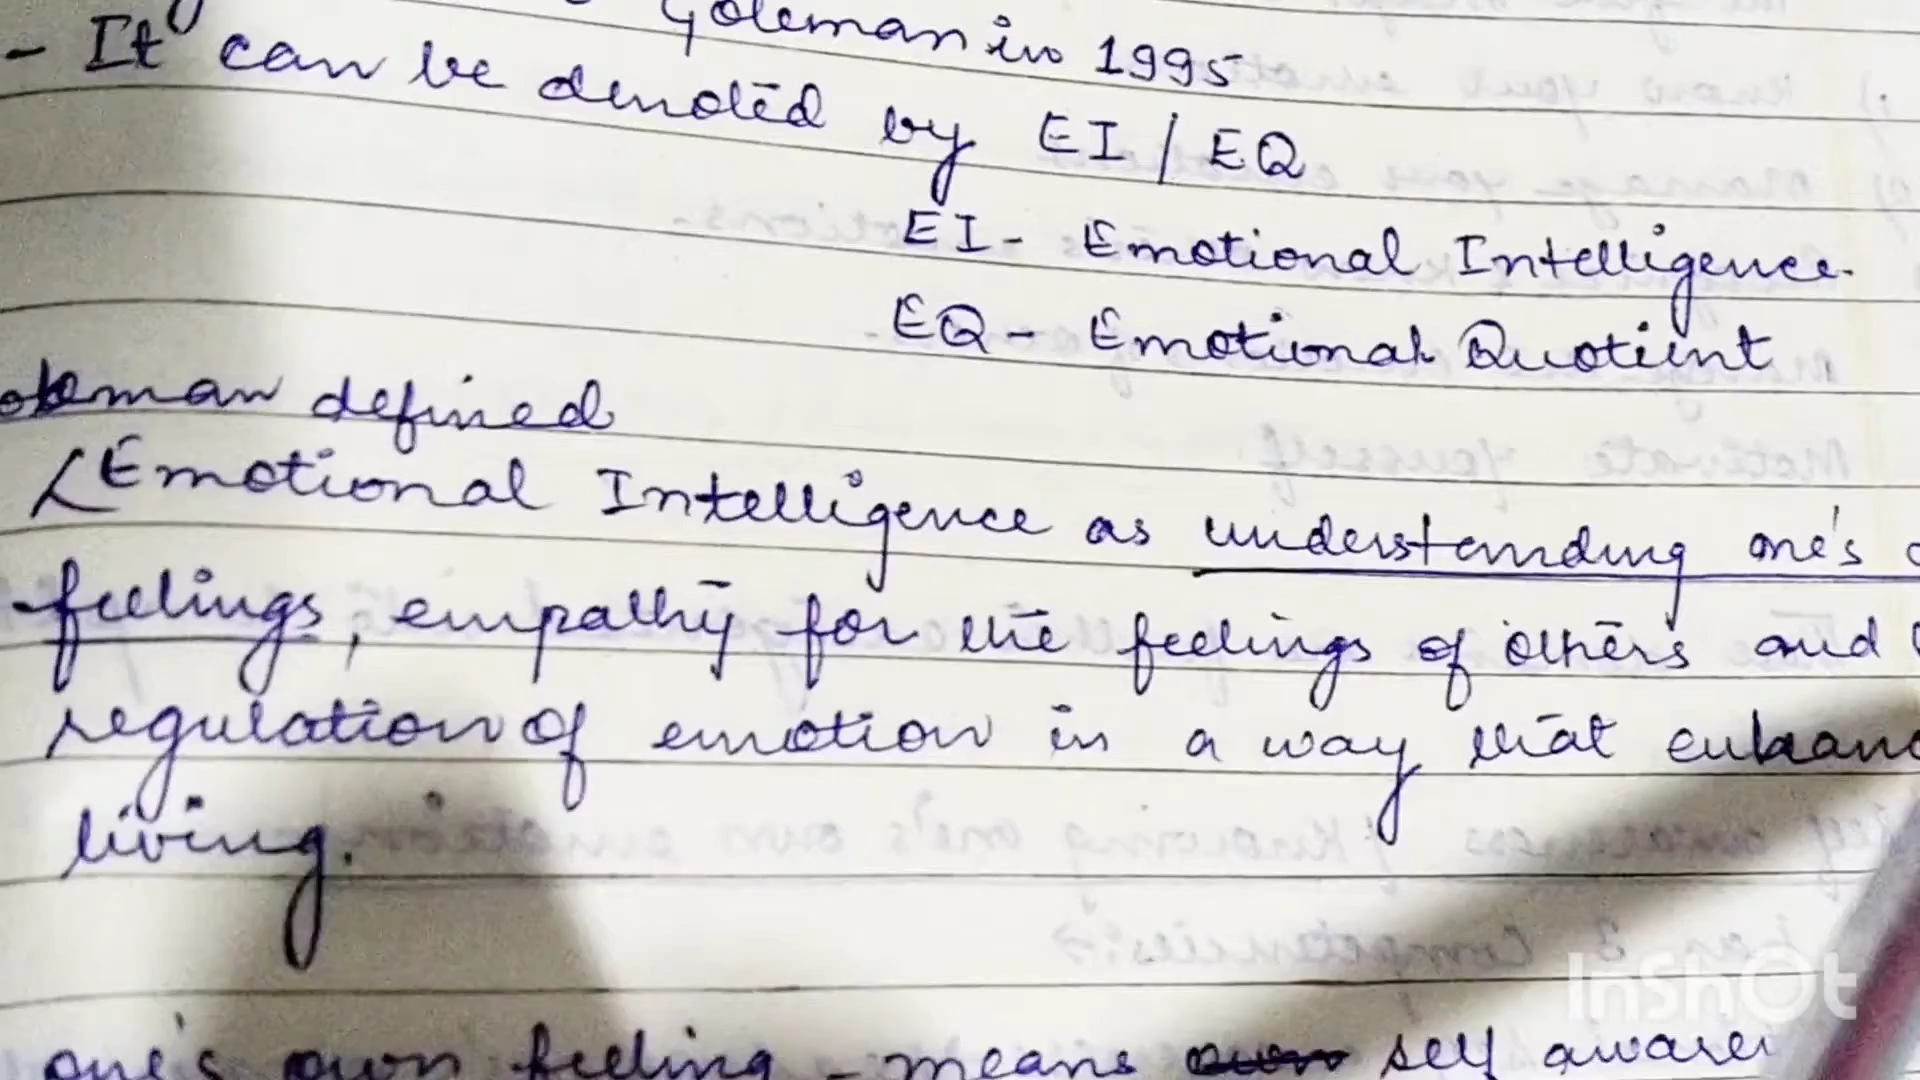 Goleman in 1995
- It can be denoted by EI / EQ
EI - Emotional Intelligence.
EQ - Emotional Quotient
oleman defined
Emotional Intelligence as understanding one's
feelings, empathy for the feelings of others and
regulation of emotion in a way that enhanc
living.
one's own feeling - means self aware
InShOt